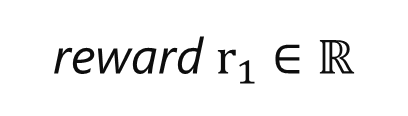 reward r₁ ∈ ℝ